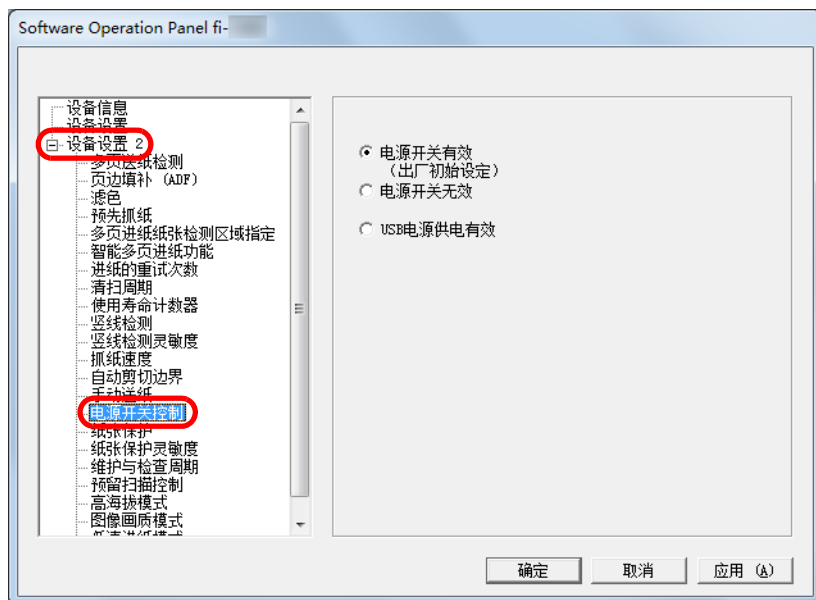 Software Operation Panel fi-
设备信息
设备设置
设备设置 2
多页送纸检测
页边填补 (ADF)
滤色
预先抓纸
多页进纸纸张检测区域指定
智能多页进纸功能
进纸的重试次数
清扫周期
使用寿命计数器
竖线检测
竖线检测灵敏度
抓纸速度
自动剪切边界
手动送纸
电源开关控制
纸张保护
纸张保护灵敏度
维护与检查周期
预留扫描控制
高海拔模式
图像画质模式
低速进纸模式
电源开关有效
(出厂初始设定)
电源开关无效
USB电源供电有效
确定
取消
应用 (A)